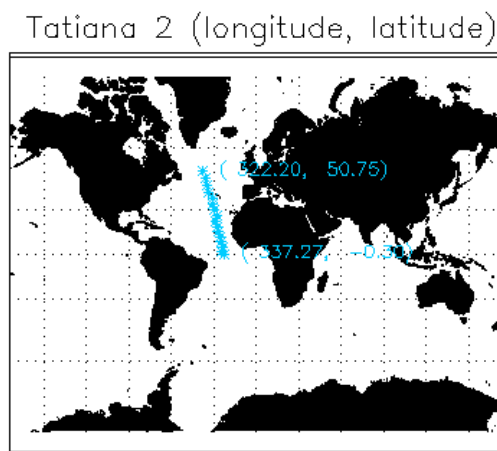 Tatiana 2 (longitude, latitude)
( 322.20, 50.75)
( 337.27, -0.30)